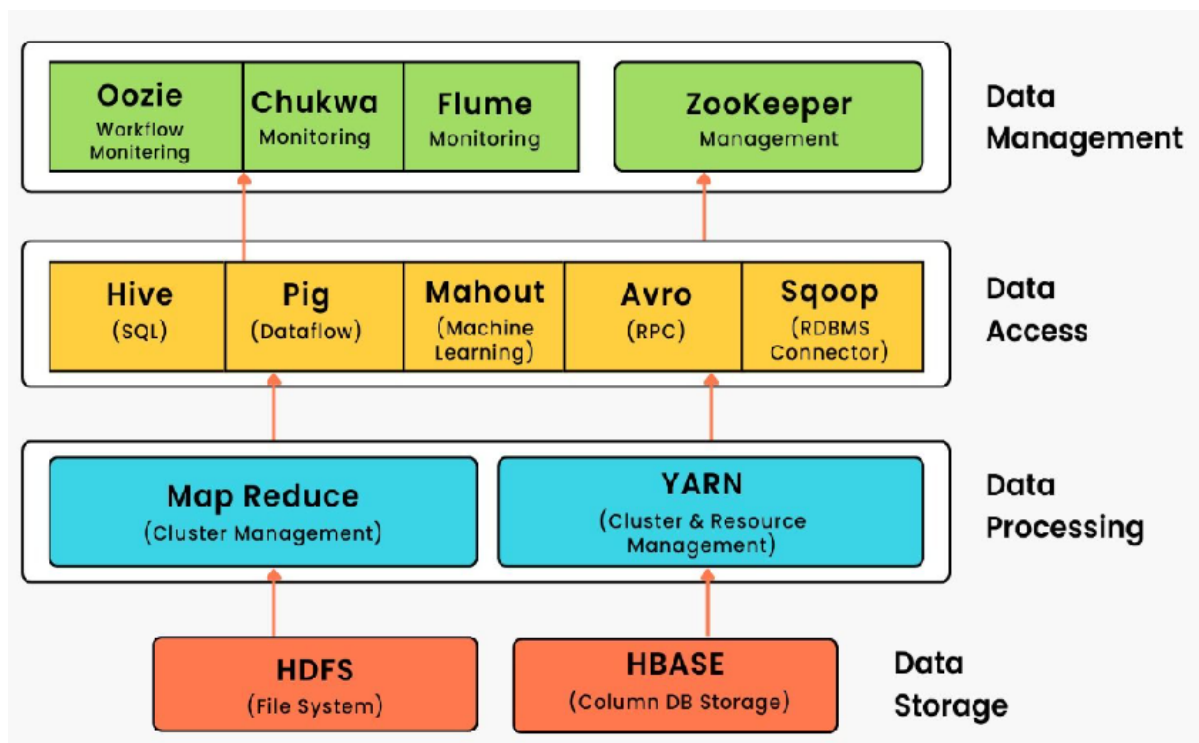 Oozie
Workflow
Monitering
Chukwa
Monitoring
Flume
Monitoring
ZooKeeper
Management
Data
Management
Hive
(SQL)
Pig
(Dataflow)
Mahout
(Machine
Learning)
Avro
(RPC)
Sqoop
(RDBMS
Connector)
Data
Access
Map Reduce
(Cluster Management)
YARN
(Cluster & Resource
Management)
Data
Processing
HDFS
(File System)
HBASE
(Column DB Storage)
Data
Storage